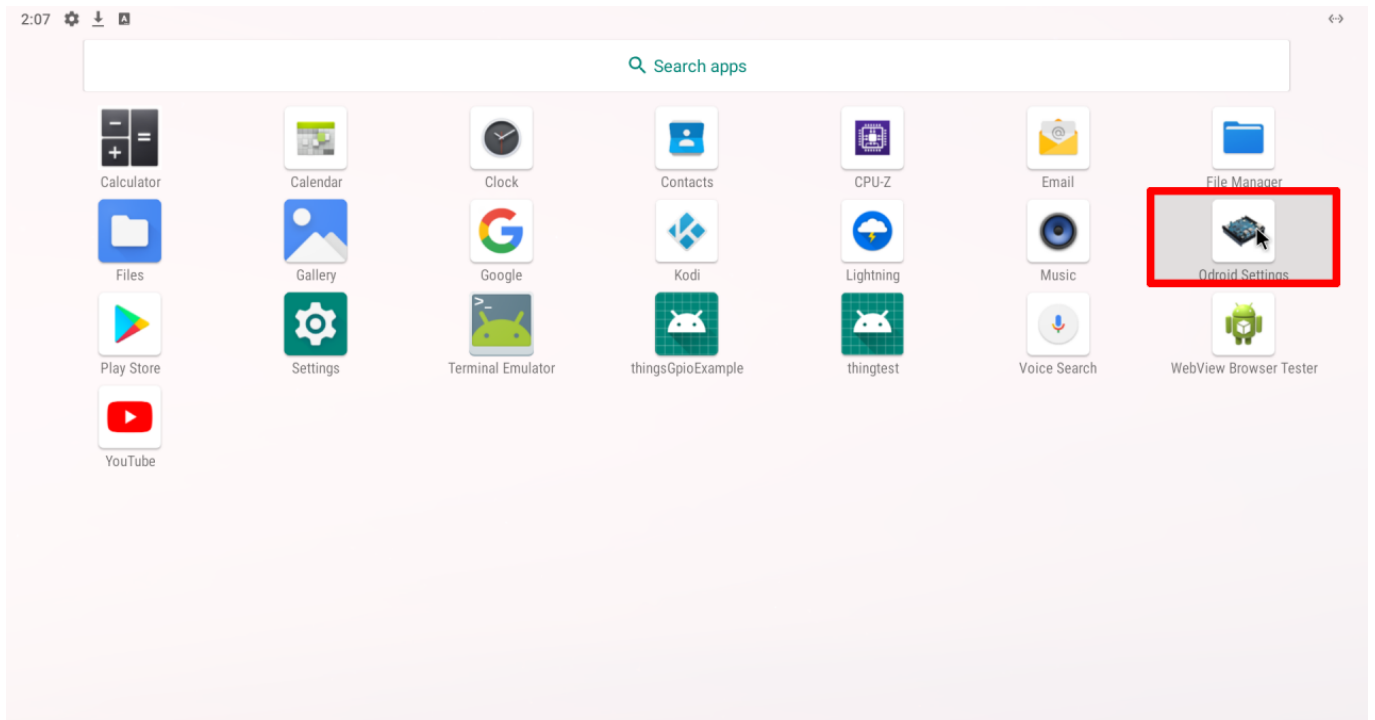 2:07
Search apps
Calculator Calendar Clock Contacts CPU-Z Email File Manager
Files Gallery Google Kodi Lightning Music Odroid Settings
Play Store Settings Terminal Emulator thingsGpioExample thingtest Voice Search WebView Browser Tester
YouTube